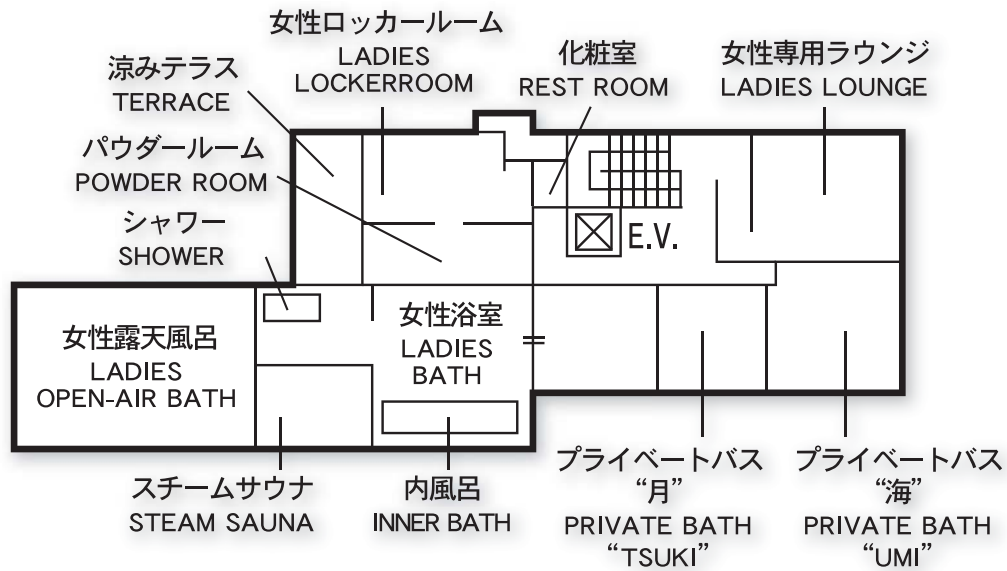 女性ロッカールーム
LADIES
LOCKERROOM
化粧室
REST ROOM
女性専用ラウンジ
LADIES LOUNGE
涼みテラス
TERRACE
パウダールーム
POWDER ROOM
シャワー
SHOWER
E.V.
女性露天風呂
LADIES
OPEN-AIR BATH
女性浴室
LADIES
BATH
スチームサウナ
STEAM SAUNA
内風呂
INNER BATH
プライベートバス
“月”
PRIVATE BATH
“TSUKI”
プライベートバス
“海”
PRIVATE BATH
“UMI”